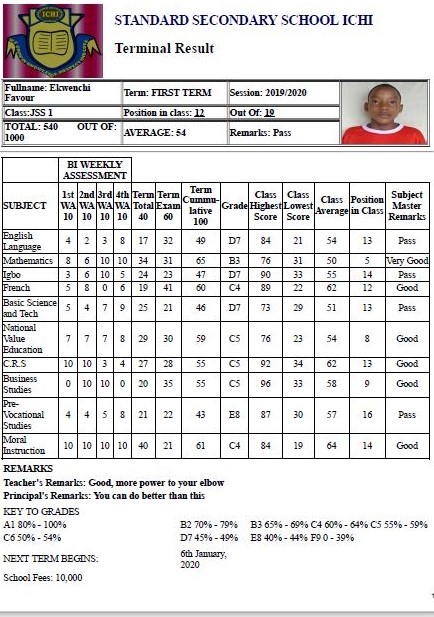 ICHI
STANDARD SECONDARY SCHOOL ICHI
Terminal Result
Fullname: Ekwenchi Favour Term: FIRST TERM Session: 2019/2020
Class:JSS 1 Position in class: 12 Out Of: 19
TOTAL: 540 OUT OF: 1000 AVERAGE: 54 Remarks: Pass
BI WEEKLY ASSESSMENT
SUBJECT 1st WA 10 2nd WA 10 3rd WA 10 4th WA 10 Term Total 40 Term Exam 60 Term Cummu-lative 100 Grade Class Highest Score Class Lowest Score Class Average Position in Class Subject Master Remarks
English Language 4 2 3 8 17 32 49 D7 84 21 54 13 Pass
Mathematics 8 6 10 10 34 31 65 B3 76 31 50 5 Very Good
Igbo 3 6 10 5 24 23 47 D7 90 33 55 14 Pass
French 5 8 0 6 19 41 60 C4 89 22 62 12 Good
Basic Science and Tech 5 4 7 9 25 21 46 D7 73 29 51 13 Pass
National Value Education 7 7 7 8 29 30 59 C5 76 23 54 8 Good
C.R.S 10 10 3 4 27 28 55 C5 92 34 62 13 Good
Business Studies 0 10 10 0 20 35 55 C5 96 33 58 9 Good
Pre-Vocational Studies 4 4 5 8 21 22 43 E8 87 30 57 16 Pass
Moral Instruction 10 10 10 10 40 21 61 C4 84 19 64 14 Good
REMARKS
Teacher's Remarks: Good, more power to your elbow
Principal's Remarks: You can do better than this
KEY TO GRADES
A1 80% - 100% B2 70% - 79% B3 65% - 69% C4 60% - 64% C5 55% - 59%
C6 50% - 54% D7 45% - 49% E8 40% - 44% F9 0 - 39%
NEXT TERM BEGINS: 6th January, 2020
School Fees: 10,000